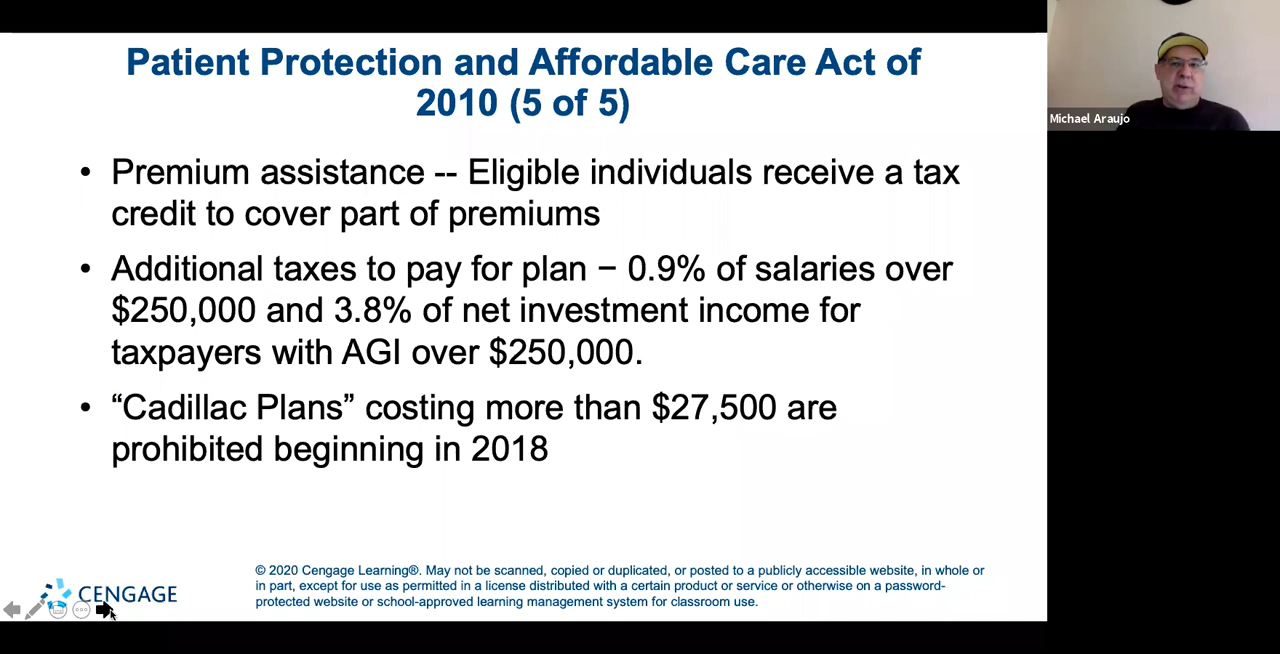 Patient Protection and Affordable Care Act of
2010 (5 of 5)
Michael Araujo
• Premium assistance -- Eligible individuals receive a tax
credit to cover part of premiums
• Additional taxes to pay for plan − 0.9% of salaries over
$250,000 and 3.8% of net investment income for
taxpayers with AGI over $250,000.
• “Cadillac Plans” costing more than $27,500 are
prohibited beginning in 2018
CENGAGE
© 2020 Cengage Learning®. May not be scanned, copied or duplicated, or posted to a publicly accessible website, in whole or
in part, except for use as permitted in a license distributed with a certain product or service or otherwise on a password-
protected website or school-approved learning management system for classroom use.